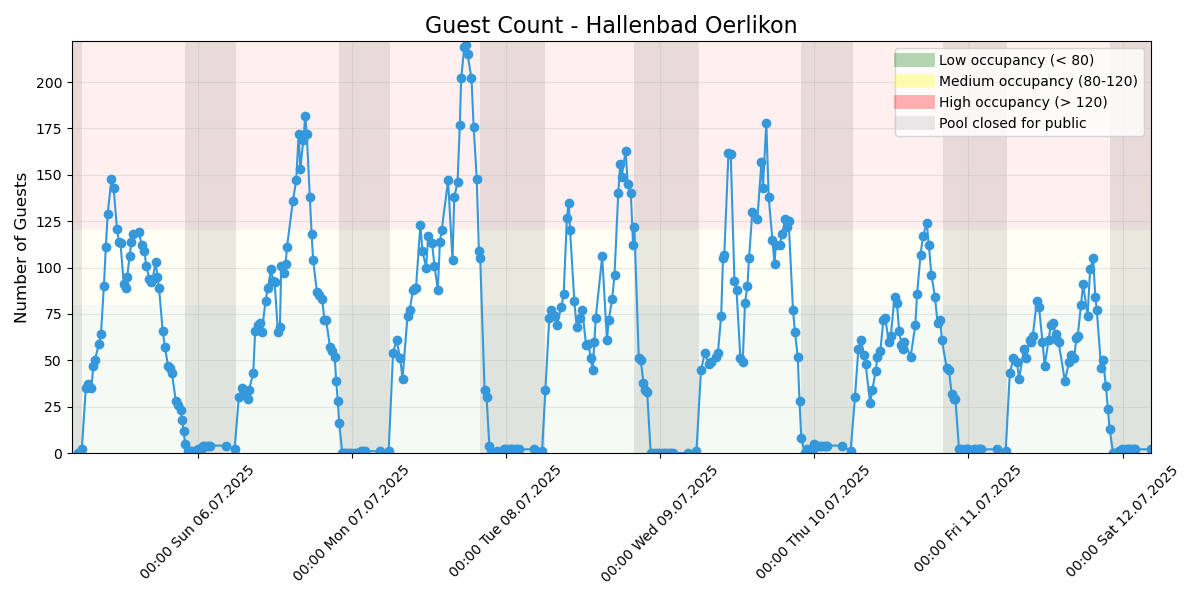 Guest Count - Hallenbad Oerlikon
Low occupancy (< 80)
Medium occupancy (80-120)
High occupancy (> 120)
Pool closed for public
Number of Guests
200
175
150
125
100
75
50
25
0
00:00 Sun 06.07.2025
00:00 Mon 07.07.2025
00:00 Tue 08.07.2025
00:00 Wed 09.07.2025
00:00 Thu 10.07.2025
00:00 Fri 11.07.2025
00:00 Sat 12.07.2025